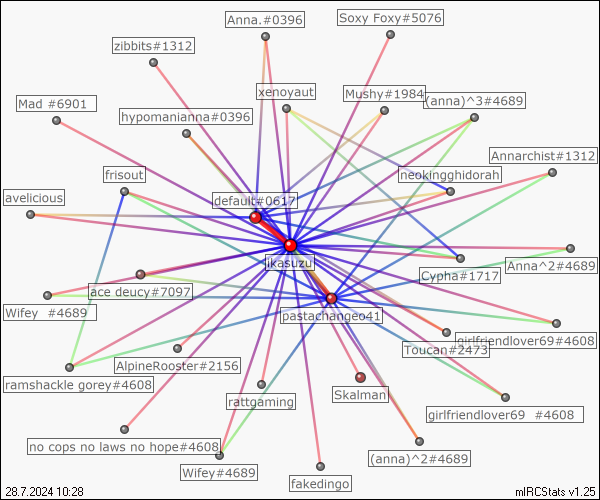 Anna.#0396
Soxy Foxy#5076
zibbits#1312
xenoyaut
Mushy#1984
(anna)^3#4689
Mad #6901
hypomanianna#0396
Annarchist#1312
frisout
neokingghidorah
avelicious
default#0617
jkasuzu
Anna^2#4689
Cypha#1717
ace deucy#7097
Wifey #4689
pastachange041
girlfriendlover69#4608
Toucan#2473
AlpineRooster#2156
ramshackle gorey#4608
Skalman
rattgaming
girlfriendlover69 #4608
no cops no laws no hope#4608
(anna)^2#4689
Wifey#4689
fakedingo
28.7.2024 10:28
mIRCStats v1.25